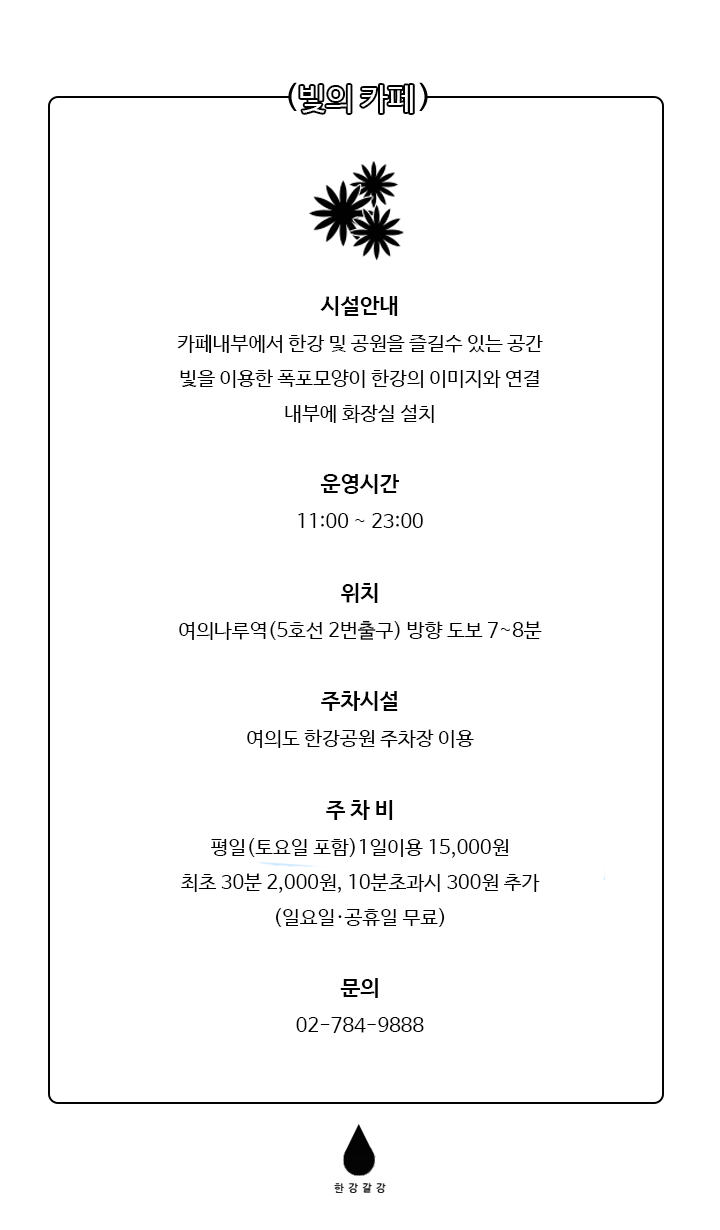 (빛의 카페)
시설안내
카페내부에서 한강 및 공원을 즐길수 있는 공간
빛을 이용한 폭포모양이 한강의 이미지와 연결
내부에 화장실 설치
운영시간
11:00 ~ 23:00
위치
여의나루역(5호선 2번출구) 방향 도보 7~8분
주차시설
여의도 한강공원 주차장 이용
주 차 비
평일(토요일 포함)1일이용 15,000원
최초 30분 2,000원, 10분초과시 300원 추가
(일요일·공휴일 무료)
문의
02-784-9888
한강갈강